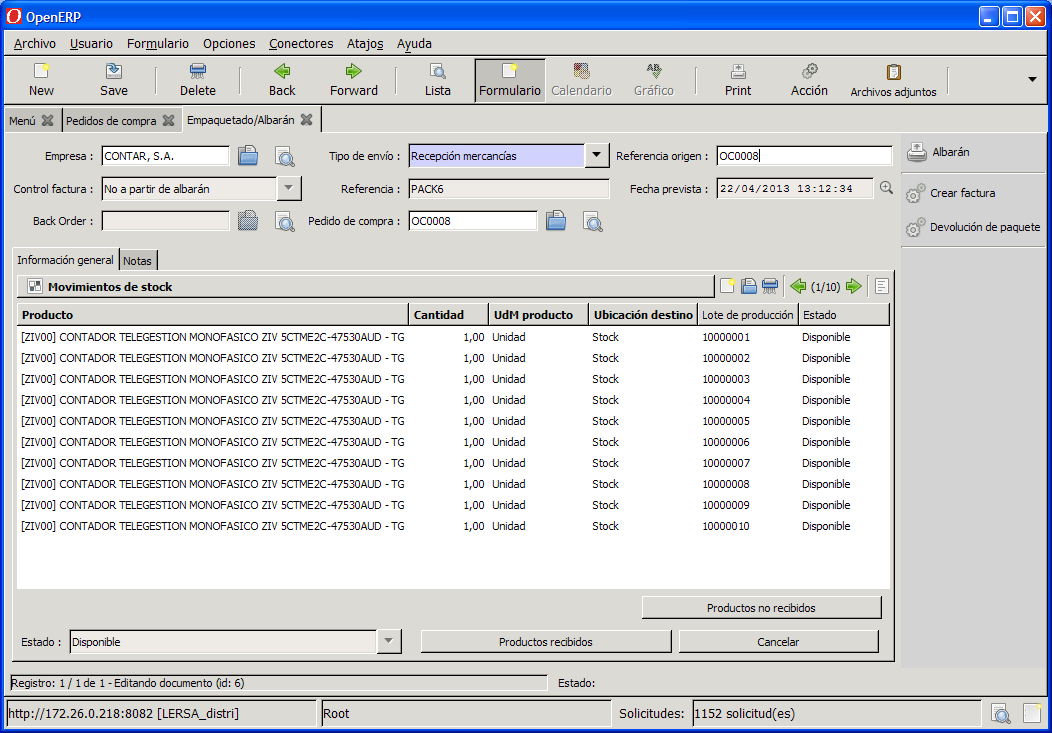 OpenERP
Archivo Usuario Formulario Opciones Conectores Atajos Ayuda
New Save Delete Back Forward Lista Formulario Calendario Gráfico Print Acción Archivos adjuntos
Menú Pedidos de compra Empaquetado/Albarán
Empresa : CONTAR, S.A. Tipo de envío : Recepción mercancías Referencia origen : OC0008
Albarán
Control factura : No a partir de albarán Referencia : PACK6 Fecha prevista : 22/04/2013 13:12:34
Crear factura
Back Order : Pedido de compra : OC0008
Devolución de paquete
Información general Notas
Movimientos de stock (1/10)
Producto Cantidad UdM producto Ubicación destino Lote de producción Estado
[ZIV00] CONTADOR TELEGESTION MONOFASICO ZIV 5CTME2C-47530AUD - TG 1,00 Unidad Stock 10000001 Disponible
[ZIV00] CONTADOR TELEGESTION MONOFASICO ZIV 5CTME2C-47530AUD - TG 1,00 Unidad Stock 10000002 Disponible
[ZIV00] CONTADOR TELEGESTION MONOFASICO ZIV 5CTME2C-47530AUD - TG 1,00 Unidad Stock 10000003 Disponible
[ZIV00] CONTADOR TELEGESTION MONOFASICO ZIV 5CTME2C-47530AUD - TG 1,00 Unidad Stock 10000004 Disponible
[ZIV00] CONTADOR TELEGESTION MONOFASICO ZIV 5CTME2C-47530AUD - TG 1,00 Unidad Stock 10000005 Disponible
[ZIV00] CONTADOR TELEGESTION MONOFASICO ZIV 5CTME2C-47530AUD - TG 1,00 Unidad Stock 10000006 Disponible
[ZIV00] CONTADOR TELEGESTION MONOFASICO ZIV 5CTME2C-47530AUD - TG 1,00 Unidad Stock 10000007 Disponible
[ZIV00] CONTADOR TELEGESTION MONOFASICO ZIV 5CTME2C-47530AUD - TG 1,00 Unidad Stock 10000008 Disponible
[ZIV00] CONTADOR TELEGESTION MONOFASICO ZIV 5CTME2C-47530AUD - TG 1,00 Unidad Stock 10000009 Disponible
[ZIV00] CONTADOR TELEGESTION MONOFASICO ZIV 5CTME2C-47530AUD - TG 1,00 Unidad Stock 10000010 Disponible
Productos no recibidos
Estado : Disponible Productos recibidos Cancelar
Registro: 1 / 1 de 1 - Editando documento (id: 6) Estado:
http://172.26.0.218:8082 [LERSA_distri] Root Solicitudes: 1152 solicitud(es)